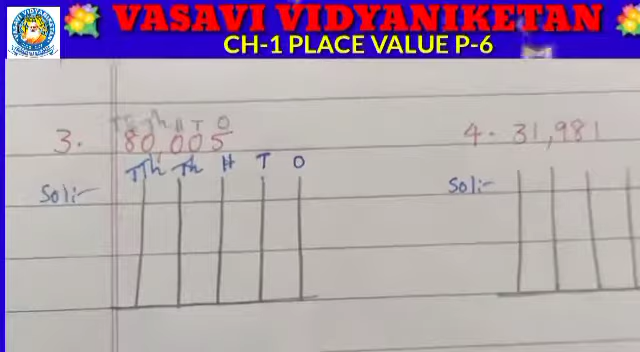 VASAVI VIDYANIKETAN
CH-1 PLACE VALUE P-6
TTh Th H T O
3. 80,005
4. 31,981
TTh Th H T O
Sol:-
Sol:-